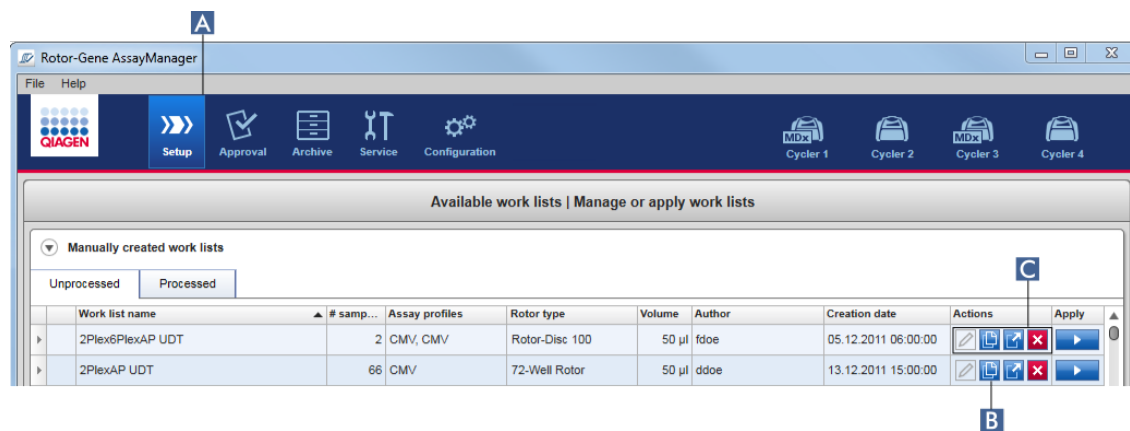 A
Rotor-Gene AssayManager
File Help
QIAGEN
Setup Approval Archive Service Configuration
MDx Cycler 1 Cycler 2 MDx Cycler 3 Cycler 4
Available work lists | Manage or apply work lists
Manually created work lists
C
Unprocessed Processed
Work list name # samp... Assay profiles Rotor type Volume Author Creation date Actions Apply
2Plex6PlexAP UDT 2 CMV, CMV Rotor-Disc 100 50 µl fdoe 05.12.2011 06:00:00
2PlexAP UDT 66 CMV 72-Well Rotor 50 µl ddoe 13.12.2011 15:00:00
B